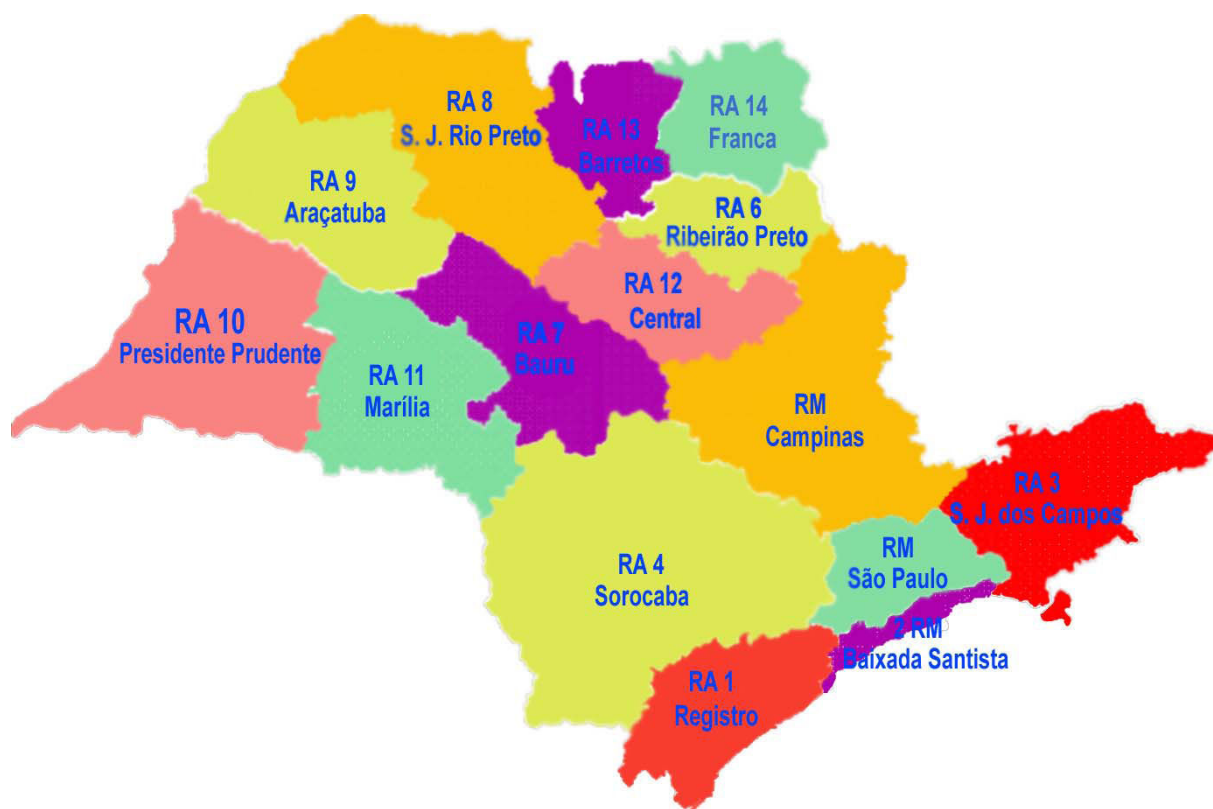 RA 8
S. J. Rio Preto
RA 13
Barretos
RA 14
Franca
RA 9
Araçatuba
RA 6
Ribeirão Preto
RA 12
Central
RA 10
Presidente Prudente
RA 7
Bauru
RA 11
Marília
RM
Campinas
RA 3
S. J. dos Campos
RA 4
Sorocaba
RM
São Paulo
2 RM
Baixada Santista
RA 1
Registro